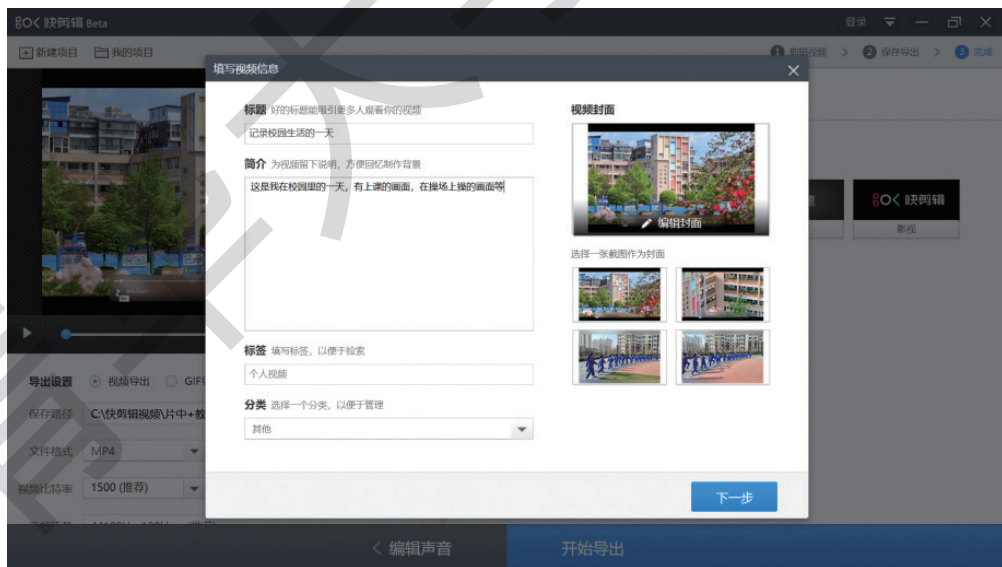 快剪辑 Beta
登录
新建项目 我的项目
1 剪辑视频 > 2 保存导出 > 3 完成
填写视频信息
标题 好的标题能吸引更多人观看你的视频
记录校园生活的一天
简介 为视频留下说明，方便回忆制作背景
这是我在校园里的一天，有上课的画面，在操场上操的画面等
标签 填写标签，以便于检索
个人视频
分类 选择一个分类，以便于管理
其他
视频封面
编辑封面
选择一张截图作为封面
下一步
快剪辑
影视
导出设置 视频导出 GIF
保存路径 C:\快剪辑视频\片中+教
文件格式 MP4
视频比特率 1500 (推荐)
< 编辑声音
开始导出